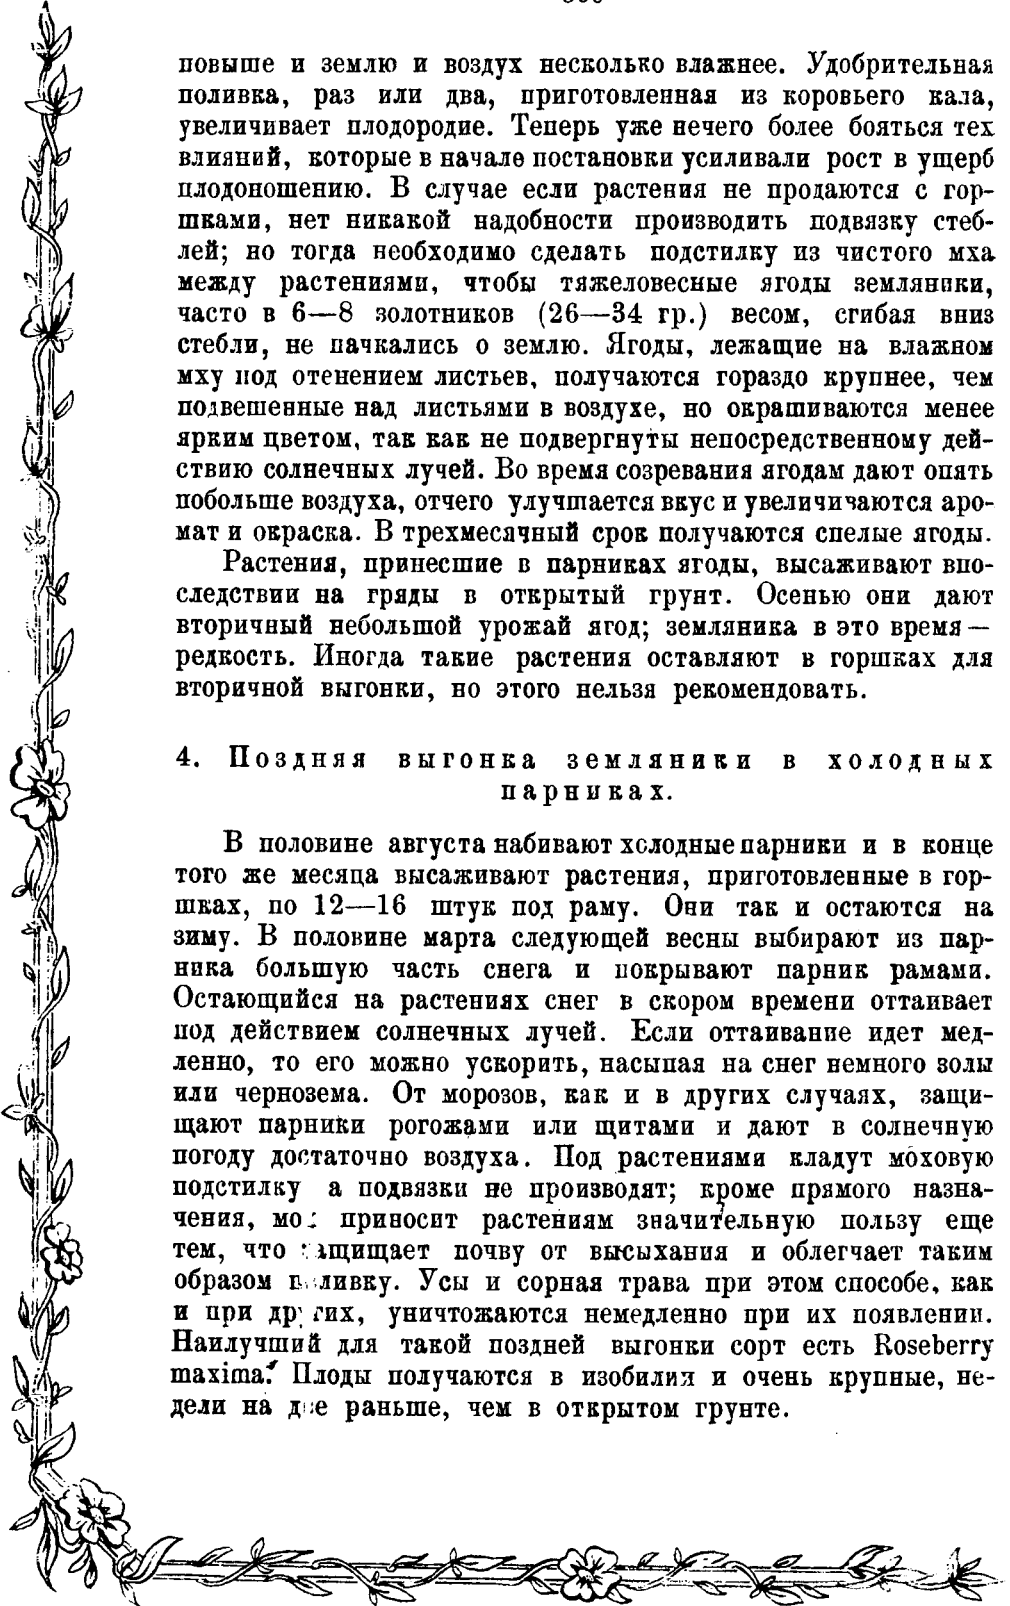 повыше и землю и воздух несколько влажнее. Удобрительная
поливка, раз или два, приготовленная из коровьего кала,
увеличивает плодородие. Теперь уже нечего более бояться тех
влияний, которые в начале постановки усиливали рост в ущерб
плодоношению. В случае если растения не продаются с гор-
шками, нет никакой надобности производить подвязку стеб-
лей; но тогда необходимо сделать подстилку из чистого мха
между растениями, чтобы тяжеловесные ягоды земляники,
часто в 6—8 золотников (26—34 гр.) весом, сгибая вниз
стебли, не пачкались о землю. Ягоды, лежащие на влажном
мху под отенением листьев, получаются гораздо крупнее, чем
подвешенные над листьями в воздухе, но окрашиваются менее
ярким цветом, так как не подвергнуты непосредственному дей-
ствию солнечных лучей. Во время созревания ягодам дают опять
побольше воздуха, отчего улучшается вкус и увеличиваются аро-
мат и окраска. В трехмесячный срок получаются спелые ягоды.
Растения, принесшие в парниках ягоды, высаживают впо-
следствии на гряды в открытый грунт. Осенью они дают
вторичный небольшой урожай ягод; земляника в это время —
редкость. Иногда такие растения оставляют в горшках для
вторичной выгонки, но этого нельзя рекомендовать.
4. Поздняя выгонка земляники в холодных
парниках.
В половине августа набивают холодные парники и в конце
того же месяца высаживают растения, приготовленные в гор-
шках, по 12—16 штук под раму. Они так и остаются на
зиму. В половине марта следующей весны выбирают из пар-
ника большую часть снега и покрывают парник рамами.
Остающийся на растениях снег в скором времени оттаивает
под действием солнечных лучей. Если оттаивание идет мед-
ленно, то его можно ускорить, насыпая на снег немного золы
или чернозема. От морозов, как и в других случаях, защи-
щают парники рогожами или щитами и дают в солнечную
погоду достаточно воздуха. Под растениями кладут моховую
подстилку а подвязки не производят; кроме прямого назна-
чения, мох приносит растениям значительную пользу еще
тем, что защищает почву от высыхания и облегчает таким
образом поливку. Усы и сорная трава при этом способе, как
и при других, уничтожаются немедленно при их появлении.
Наилучший для такой поздней выгонки сорт есть Roseberry
maxima. Плоды получаются в изобилии и очень крупные, не-
дели на две раньше, чем в открытом грунте.